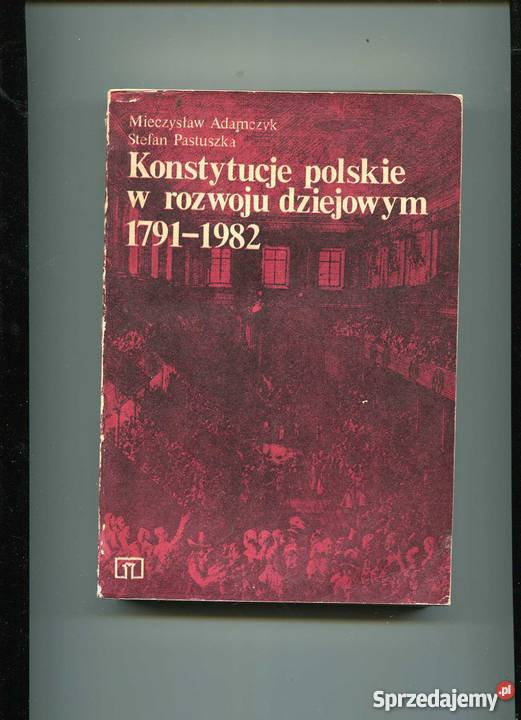 Mieczysław Adamczyk
Stefan Pastuszka
Konstytucje polskie
w rozwoju dziejowym
1791–1982
Sprzedajemy.pl